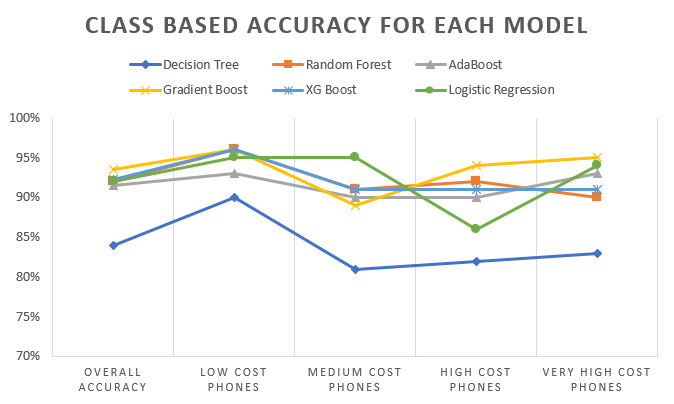 CLASS BASED ACCURACY FOR EACH MODEL
Decision Tree Random Forest AdaBoost
Gradient Boost XG Boost Logistic Regression
100%
95%
90%
85%
80%
75%
70%
OVERALL ACCURACY
LOW COST PHONES
MEDIUM COST PHONES
HIGH COST PHONES
VERY HIGH COST PHONES